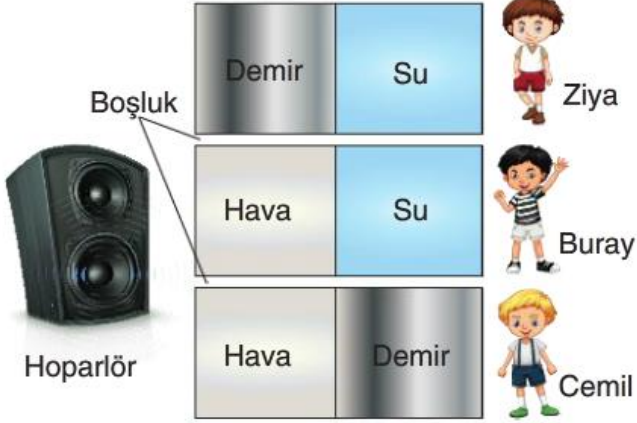 Demir
Su
Ziya
Boşluk
Hava
Su
Buray
Hoparlör
Hava
Demir
Cemil